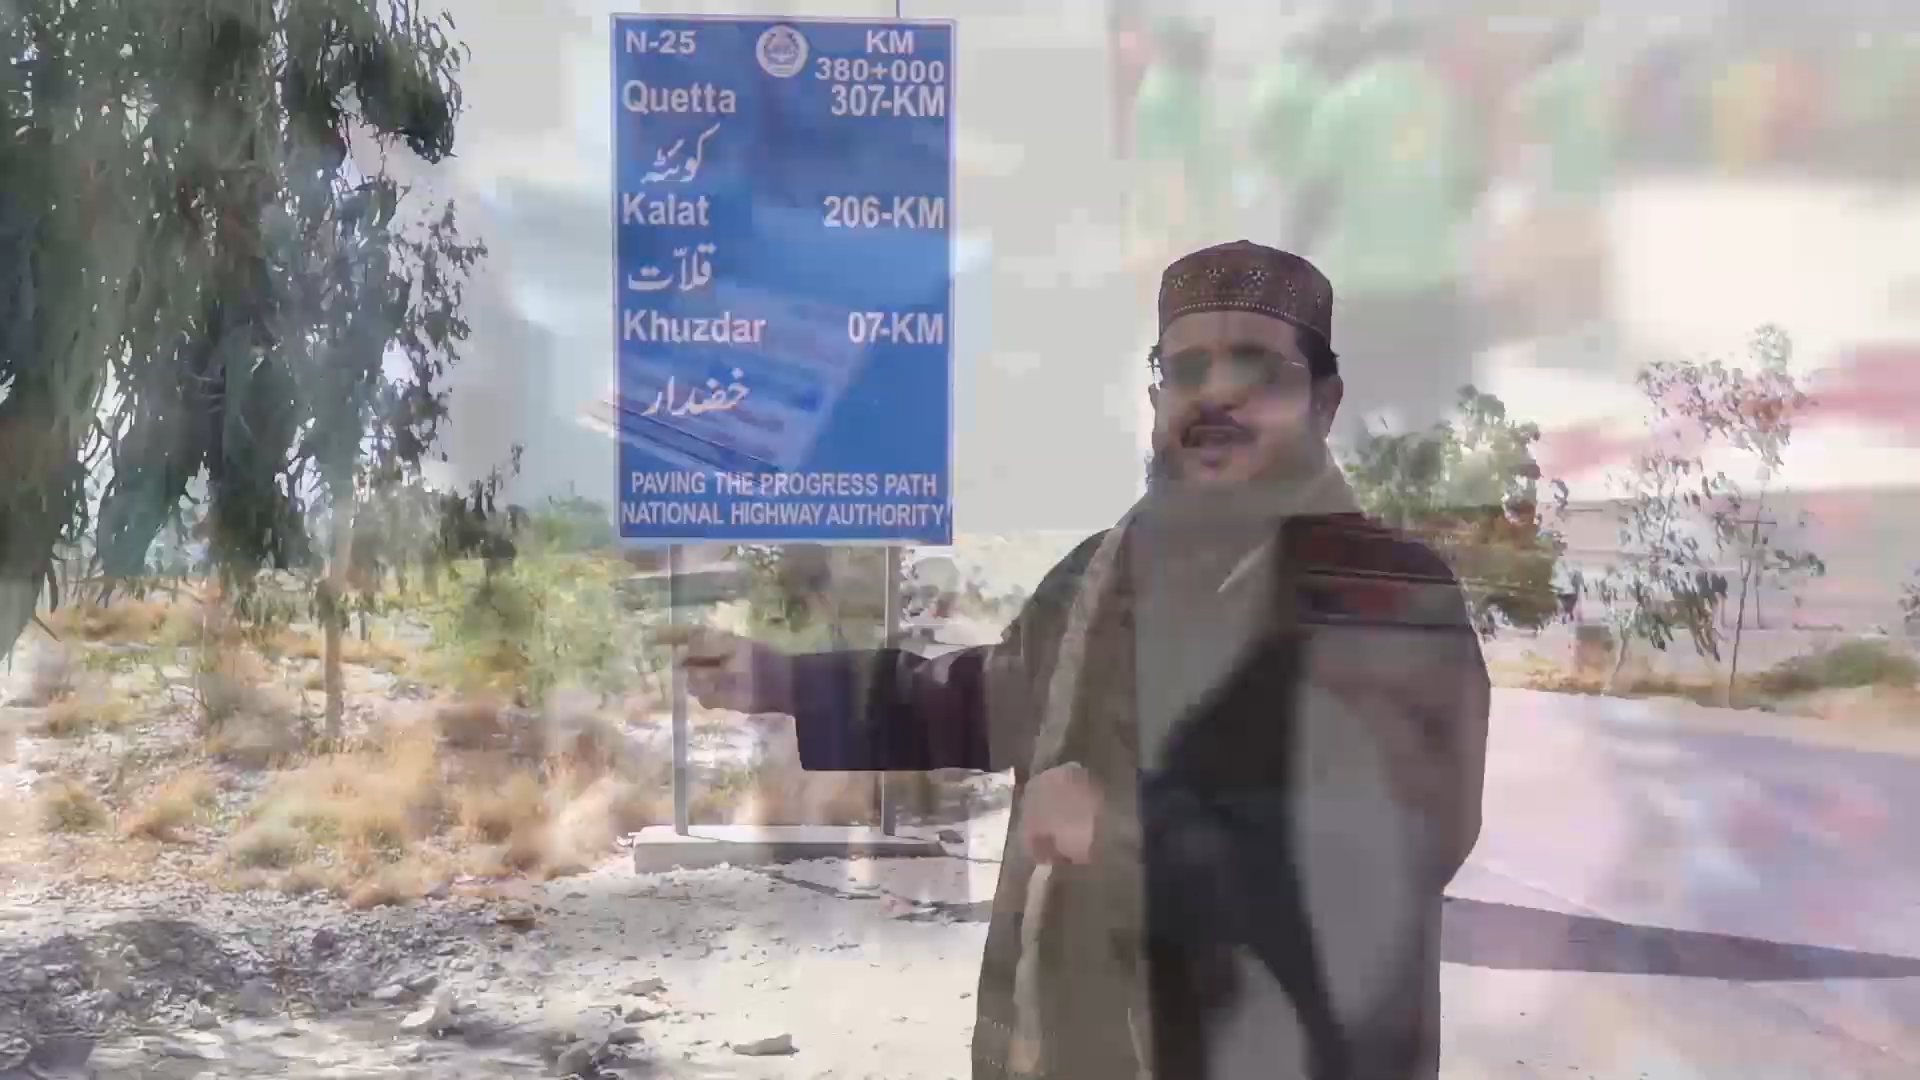 N-25 KM
380+000
Quetta 307-KM
کوئٹہ
Kalat 206-KM
قلاّت
Khuzdar 07-KM
خضدار
PAVING THE PROGRESS PATH
NATIONAL HIGHWAY AUTHORITY